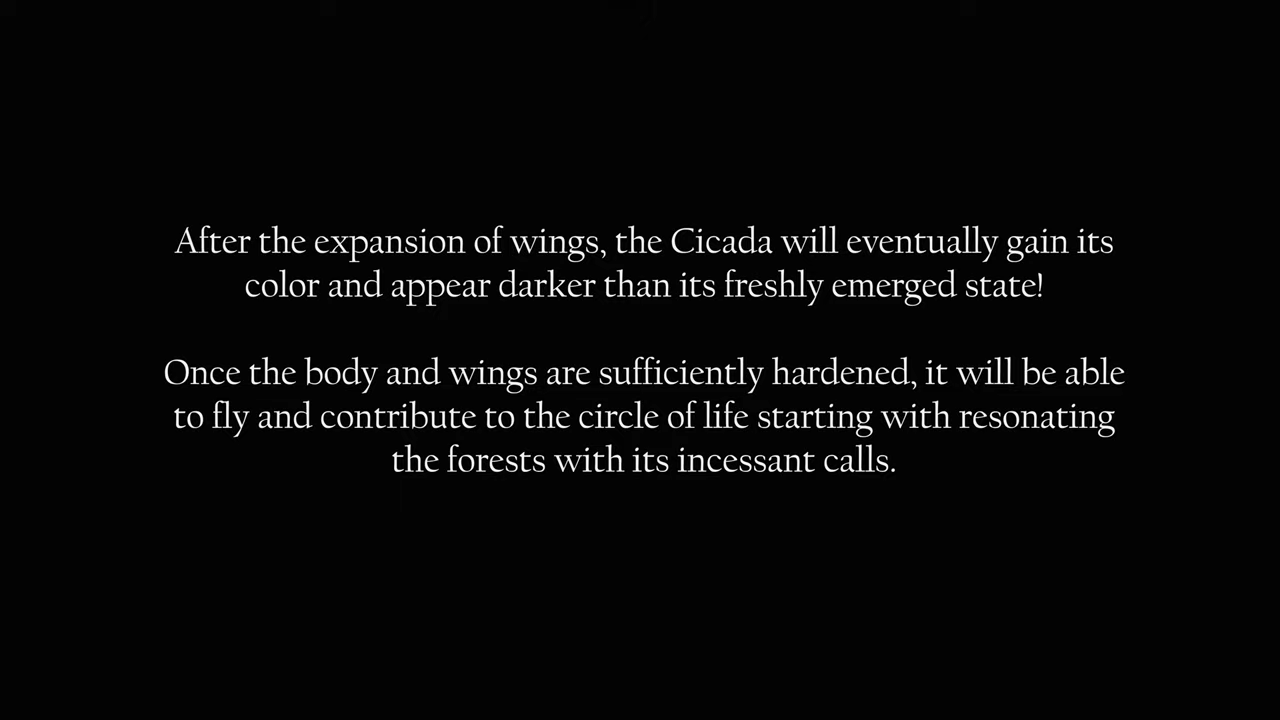 After the expansion of wings, the Cicada will eventually gain its
color and appear darker than its freshly emerged state!
Once the body and wings are sufficiently hardened, it will be able
to fly and contribute to the circle of life starting with resonating
the forests with its incessant calls.